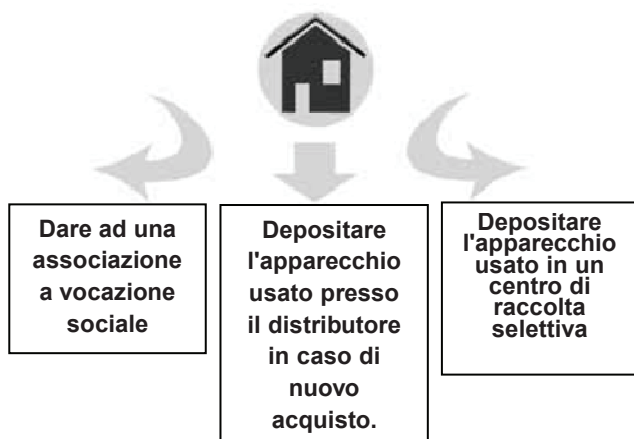 Dare ad una
associazione
a vocazione
sociale
Depositare
l'apparecchio
usato presso
il distributore
in caso di
nuovo
acquisto.
Depositare
l'apparecchio
usato in un
centro di
raccolta
selettiva